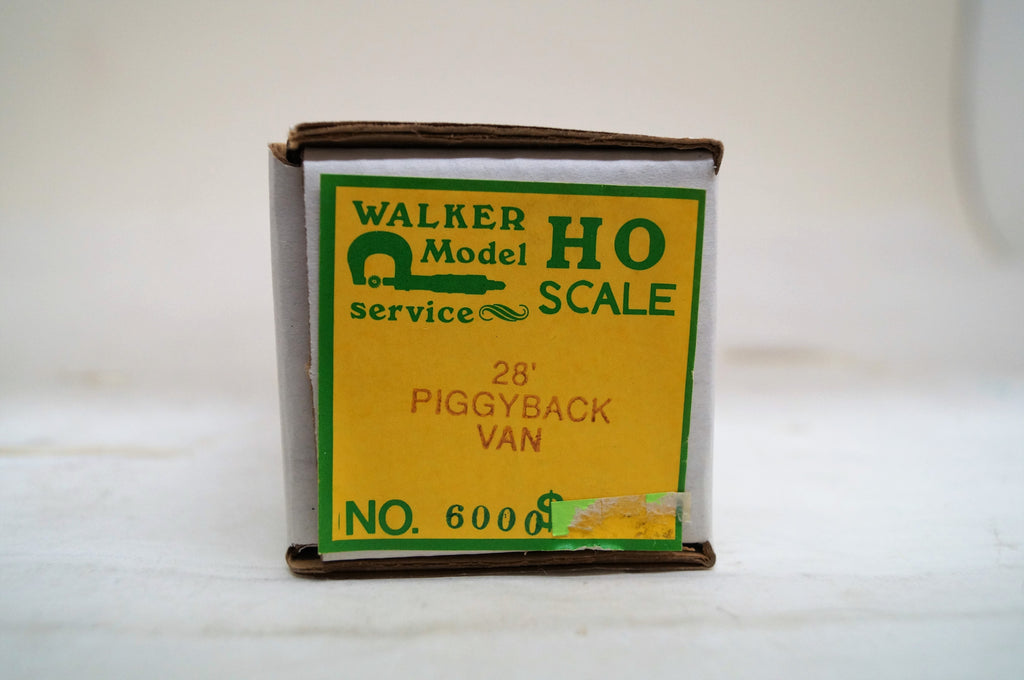 WALKER
Model
service
HO
SCALE
28'
PIGGYBACK
VAN
NO. 6000 $